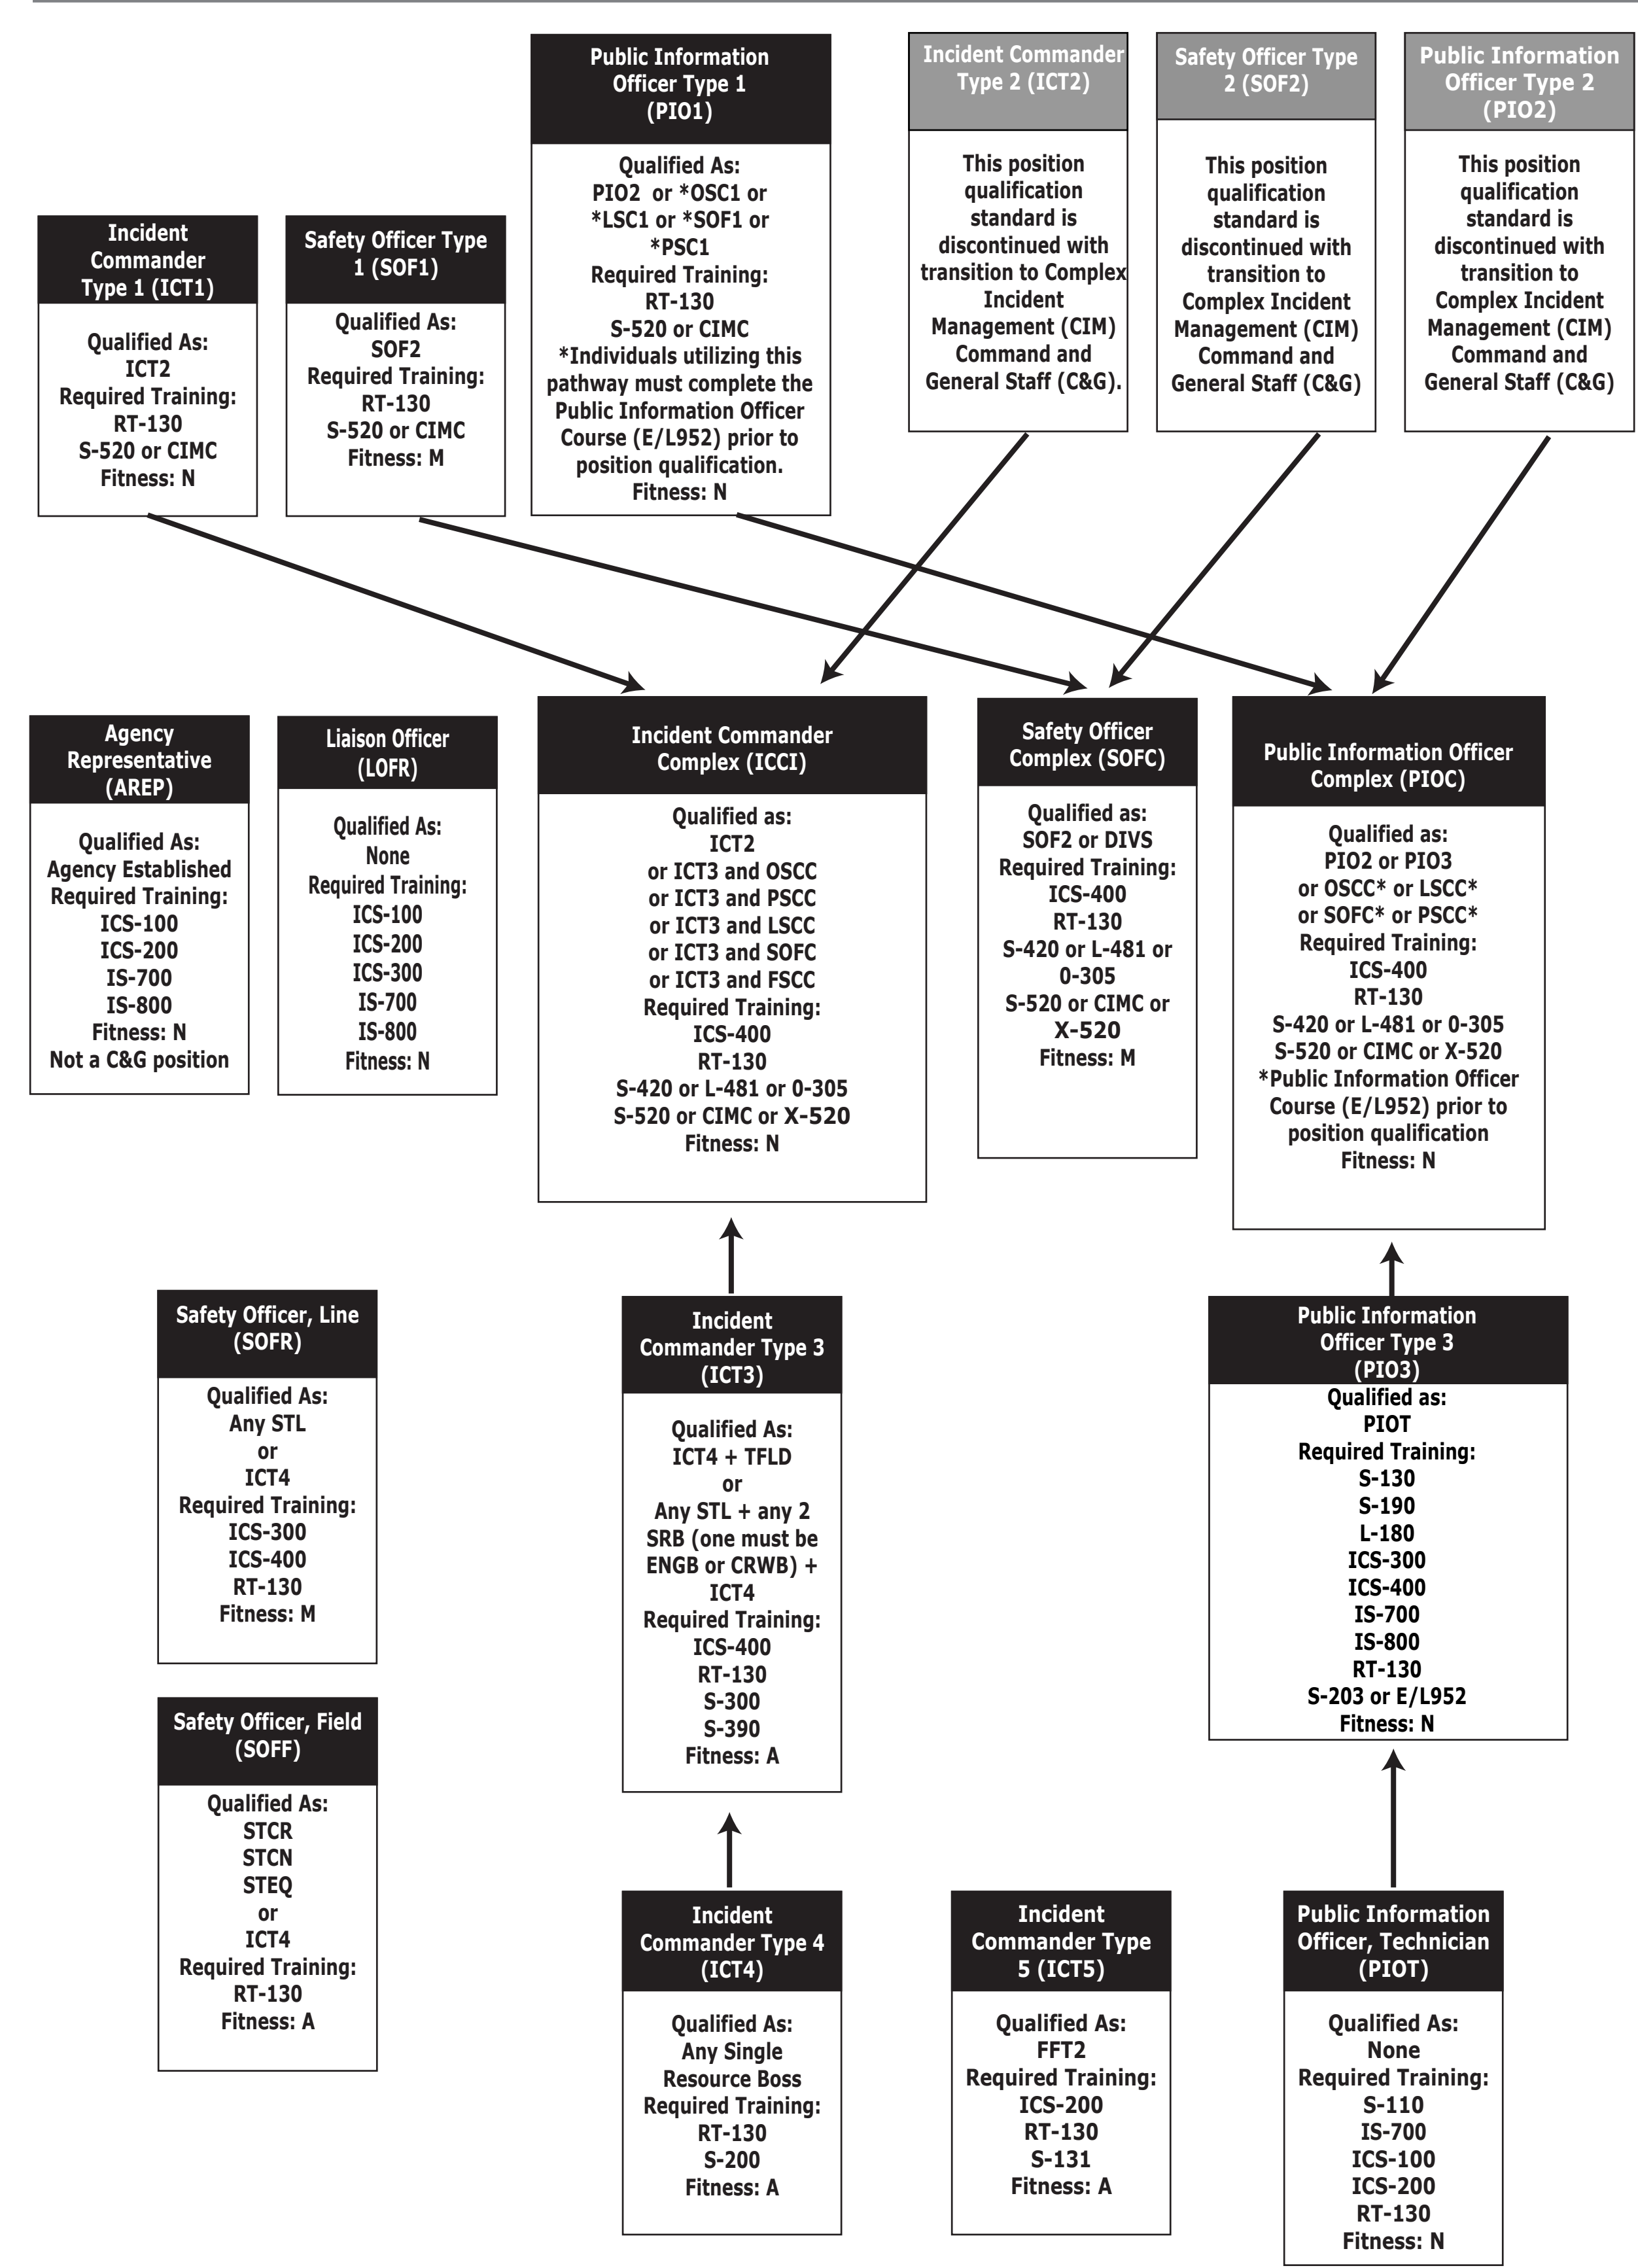 Public Information
Officer Type 1
(PIO1)
Qualified As:
PIO2 or *OSC1 or
*LSC1 or *SOF1 or
*PSC1
Required Training:
RT-130
S-520 or CIMC
*Individuals utilizing this
pathway must complete the
Public Information Officer
Course (E/L952) prior to
position qualification.
Fitness: N
Incident Commander
Type 2 (ICT2)
This position
qualification
standard is
discontinued with
transition to Complex
Incident
Management (CIM)
Command and
General Staff (C&G).
Safety Officer Type
2 (SOF2)
This position
qualification
standard is
discontinued with
transition to
Complex Incident
Management (CIM)
Command and
General Staff (C&G)
Public Information
Officer Type 2
(PIO2)
This position
qualification
standard is
discontinued with
transition to
Complex Incident
Management (CIM)
Command and
General Staff (C&G)
Incident
Commander
Type 1 (ICT1)
Qualified As:
ICT2
Required Training:
RT-130
S-520 or CIMC
Fitness: N
Safety Officer Type
1 (SOF1)
Qualified As:
SOF2
Required Training:
RT-130
S-520 or CIMC
Fitness: M
Agency
Representative
(AREP)
Qualified As:
Agency Established
Required Training:
ICS-100
ICS-200
IS-700
IS-800
Fitness: N
Not a C&G position
Liaison Officer
(LOFR)
Qualified As:
None
Required Training:
ICS-100
ICS-200
ICS-300
IS-700
IS-800
Fitness: N
Incident Commander
Complex (ICCI)
Qualified as:
ICT2
or ICT3 and OSCC
or ICT3 and PSCC
or ICT3 and LSCC
or ICT3 and SOFC
or ICT3 and FSCC
Required Training:
ICS-400
RT-130
S-420 or L-481 or 0-305
S-520 or CIMC or X-520
Fitness: N
Safety Officer
Complex (SOFC)
Qualified as:
SOF2 or DIVS
Required Training:
ICS-400
RT-130
S-420 or L-481 or
0-305
S-520 or CIMC or
X-520
Fitness: M
Public Information Officer
Complex (PIOC)
Qualified as:
PIO2 or PIO3
or OSCC* or LSCC*
or SOFC* or PSCC*
Required Training:
ICS-400
RT-130
S-420 or L-481 or 0-305
S-520 or CIMC or X-520
*Public Information Officer
Course (E/L952) prior to
position qualification
Fitness: N
Safety Officer, Line
(SOFR)
Qualified As:
Any STL
or
ICT4
Required Training:
ICS-300
ICS-400
RT-130
Fitness: M
Incident
Commander Type 3
(ICT3)
Qualified As:
ICT4 + TFLD
or
Any STL + any 2
SRB (one must be
ENGB or CRWB) +
ICT4
Required Training:
ICS-400
RT-130
S-300
S-390
Fitness: A
Public Information
Officer Type 3
(PIO3)
Qualified as:
PIOT
Required Training:
S-130
S-190
L-180
ICS-300
ICS-400
IS-700
IS-800
RT-130
S-203 or E/L952
Fitness: N
Safety Officer, Field
(SOFF)
Qualified As:
STCR
STCN
STEQ
or
ICT4
Required Training:
RT-130
Fitness: A
Incident
Commander Type 4
(ICT4)
Qualified As:
Any Single
Resource Boss
Required Training:
RT-130
S-200
Fitness: A
Incident
Commander Type
5 (ICT5)
Qualified As:
FFT2
Required Training:
ICS-200
RT-130
S-131
Fitness: A
Public Information
Officer, Technician
(PIOT)
Qualified As:
None
Required Training:
S-110
IS-700
ICS-100
ICS-200
RT-130
Fitness: N